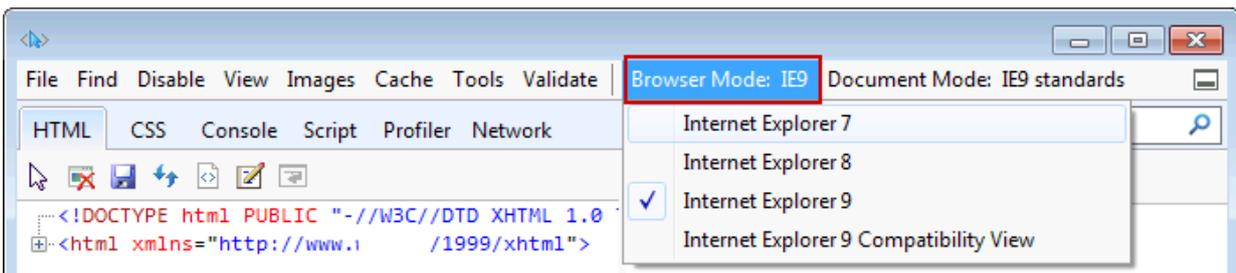 File Find Disable View Images Cache Tools Validate Browser Mode: IE9 Document Mode: IE9 standards
HTML CSS Console Script Profiler Network
Internet Explorer 7
Internet Explorer 8
Internet Explorer 9
Internet Explorer 9 Compatibility View
<!DOCTYPE html PUBLIC "-//W3C//DTD XHTML 1.0
<html xmlns="http://www. /1999/xhtml">